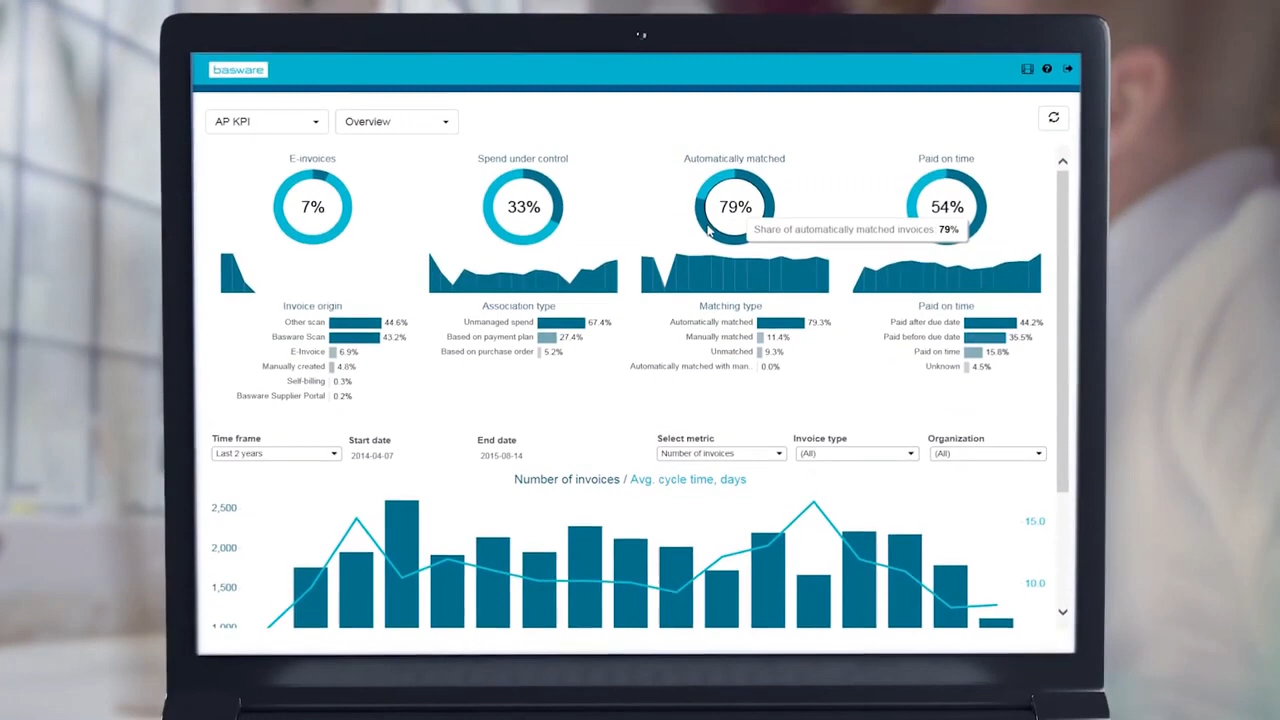 basware
AP KPI
Overview
E-invoices
Spend under control
Automatically matched
Paid on time
7%
33%
79%
54%
Share of automatically matched invoices 79%
Invoice origin
Other scan 44.6%
Basware Scan 43.2%
E-Invoice 6.9%
Manually created 4.8%
Self-billing 0.3%
Basware Supplier Portal 0.2%
Association type
Unmanaged spend 67.4%
Based on payment plan 27.4%
Based on purchase order 5.2%
Matching type
Automatically matched 79.3%
Manually matched 11.4%
Unmatched 9.3%
Automatically matched with man.. 0.0%
Paid on time
Paid after due date 44.2%
Paid before due date 35.5%
Paid on time 15.8%
Unknown 4.5%
Time frame
Last 2 years
Start date
2014-04-07
End date
2015-08-14
Select metric
Number of invoices
Invoice type
(All)
Organization
(All)
Number of invoices / Avg. cycle time, days
2,500
2,000
1,500
1,000
15.0
10.0